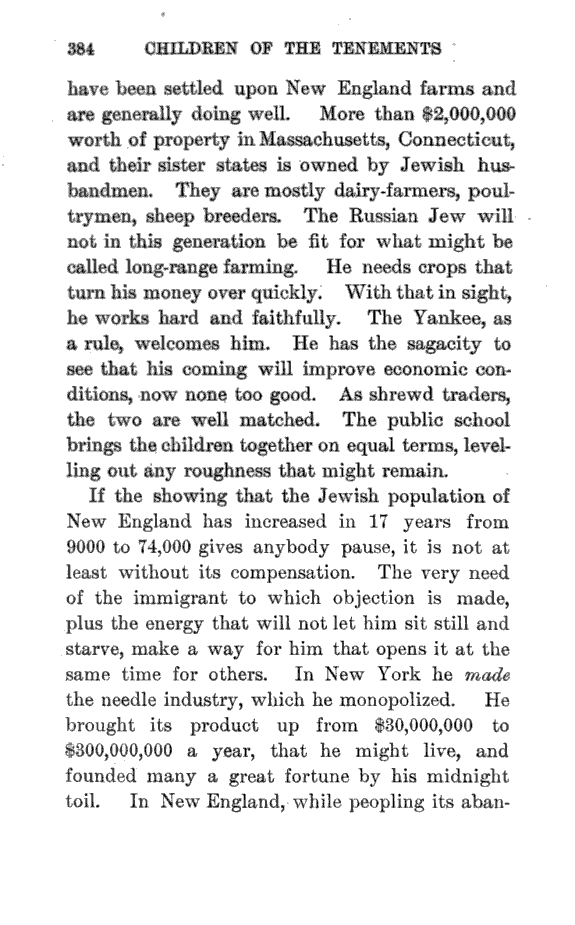 384 CHILDREN OF THE TENEMENTS
have been settled upon New England farms and
are generally doing well. More than $2,000,000
worth of property in Massachusetts, Connecticut,
and their sister states is owned by Jewish hus-
bandmen. They are mostly dairy-farmers, poul-
trymen, sheep breeders. The Russian Jew will
not in this generation be fit for what might be
called long-range farming. He needs crops that
turn his money over quickly. With that in sight,
he works hard and faithfully. The Yankee, as
a rule, welcomes him. He has the sagacity to
see that his coming will improve economic con-
ditions, now none too good. As shrewd traders,
the two are well matched. The public school
brings the children together on equal terms, level-
ling out any roughness that might remain.
If the showing that the Jewish population of
New England has increased in 17 years from
9000 to 74,000 gives anybody pause, it is not at
least without its compensation. The very need
of the immigrant to which objection is made,
plus the energy that will not let him sit still and
starve, make a way for him that opens it at the
same time for others. In New York he made
the needle industry, which he monopolized. He
brought its product up from $30,000,000 to
$300,000,000 a year, that he might live, and
founded many a great fortune by his midnight
toil. In New England, while peopling its aban-